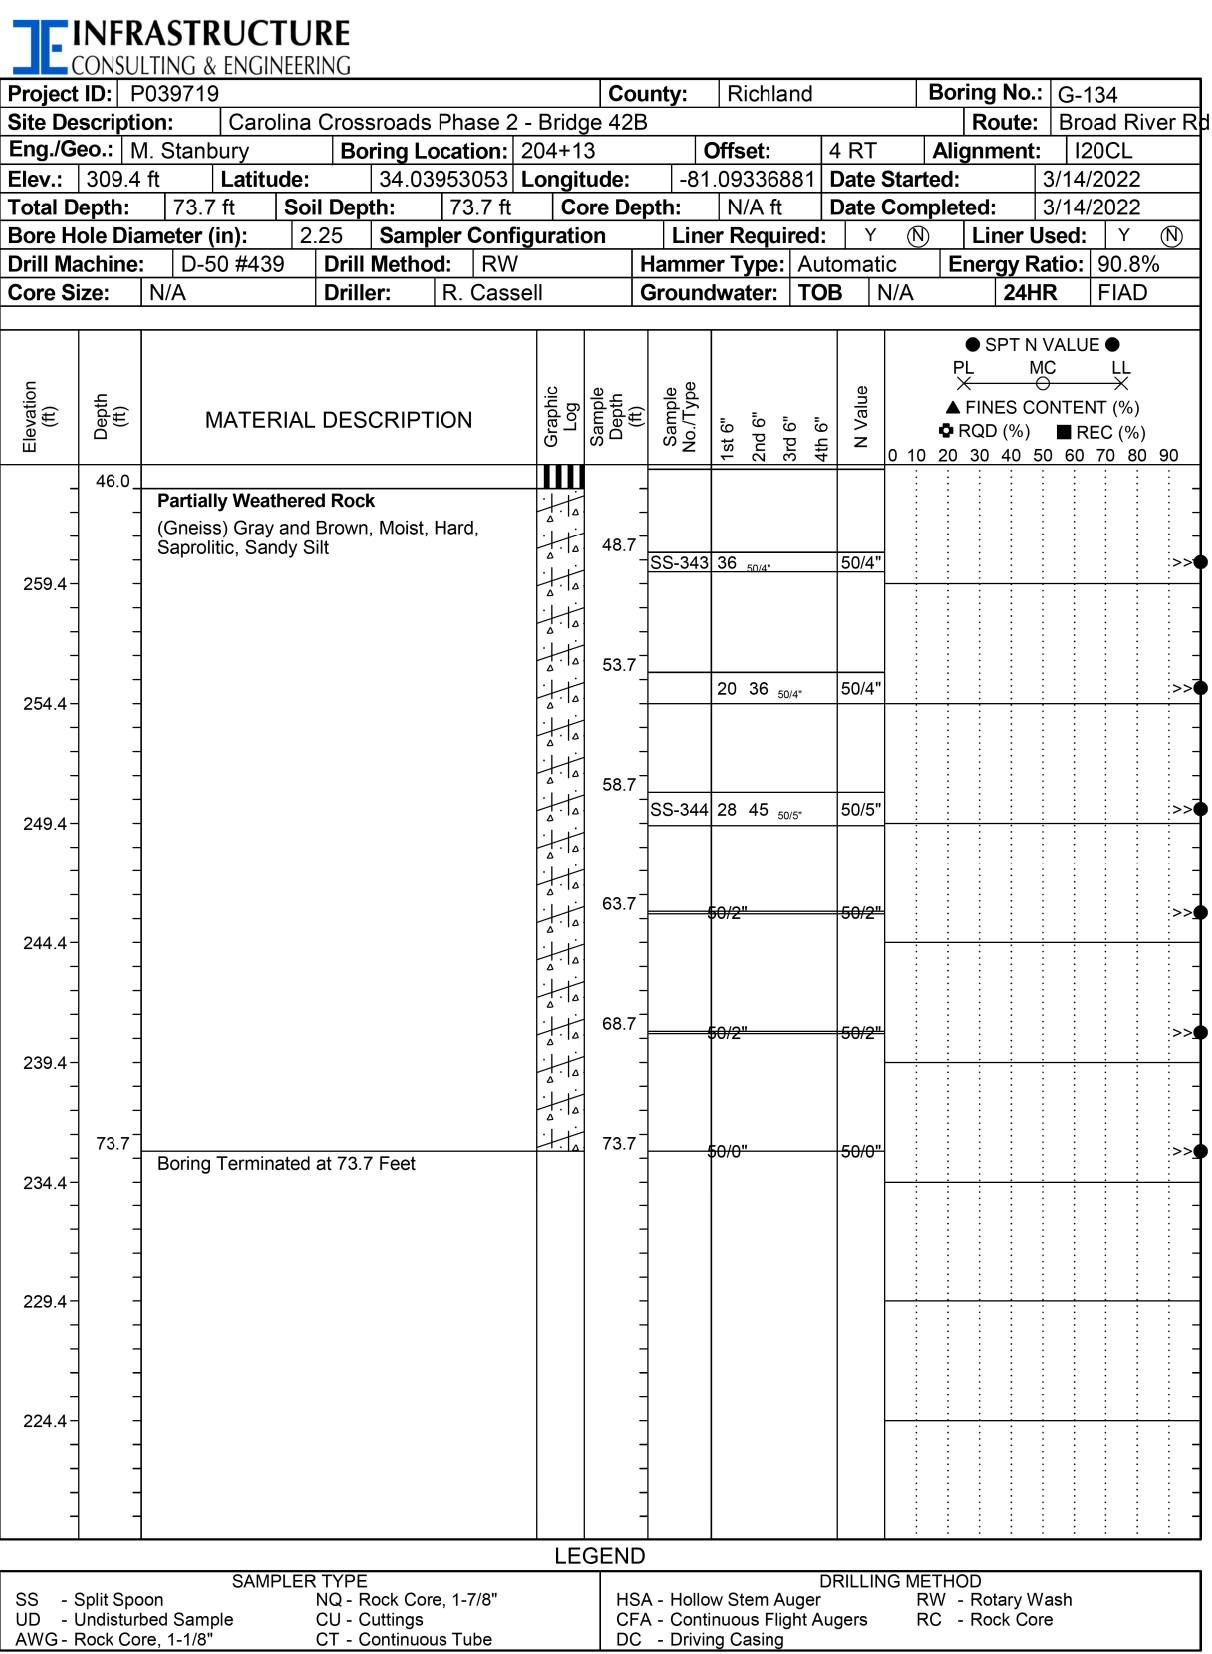 INFRASTRUCTURE
CONSULTING & ENGINEERING
Project ID: P039719 County: Richland Boring No.: G-134
Site Description: Carolina Crossroads Phase 2 - Bridge 42B Route: Broad River Rd
Eng./Geo.: M. Stanbury Boring Location: 204+13 Offset: 4 RT Alignment: I20CL
Elev.: 309.4 ft Latitude: 34.03953053 Longitude: -81.09336881 Date Started: 3/14/2022
Total Depth: 73.7 ft Soil Depth: 73.7 ft Core Depth: N/A ft Date Completed: 3/14/2022
Bore Hole Diameter (in): 2.25 Sampler Configuration Liner Required: Y N Liner Used: Y N
Drill Machine: D-50 #439 Drill Method: RW Hammer Type: Automatic Energy Ratio: 90.8%
Core Size: N/A Driller: R. Cassell Groundwater: TOB N/A 24HR FIAD
Elevation (ft) Depth (ft) MATERIAL DESCRIPTION Graphic Log Sample Depth (ft) Sample No./Type 1st 6" 2nd 6" 3rd 6" 4th 6" N Value
● SPT N VALUE ●
PL MC LL
▲ FINES CONTENT (%)
RQD (%) ■ REC (%)
0 10 20 30 40 50 60 70 80 90
46.0
Partially Weathered Rock
(Gneiss) Gray and Brown, Moist, Hard,
Saprolitic, Sandy Silt
48.7
SS-343 36 50/4" 50/4" >>
259.4
53.7
20 36 50/4" 50/4" >>
254.4
58.7
SS-344 28 45 50/5" 50/5" >>
249.4
63.7
50/2" 50/2" >>
244.4
68.7
50/2" 50/2" >>
239.4
73.7 73.7
50/0" 50/0" >>
Boring Terminated at 73.7 Feet
234.4
229.4
224.4
LEGEND
SAMPLER TYPE DRILLING METHOD
SS - Split Spoon NQ - Rock Core, 1-7/8" HSA - Hollow Stem Auger RW - Rotary Wash
UD - Undisturbed Sample CU - Cuttings CFA - Continuous Flight Augers RC - Rock Core
AWG - Rock Core, 1-1/8" CT - Continuous Tube DC - Driving Casing